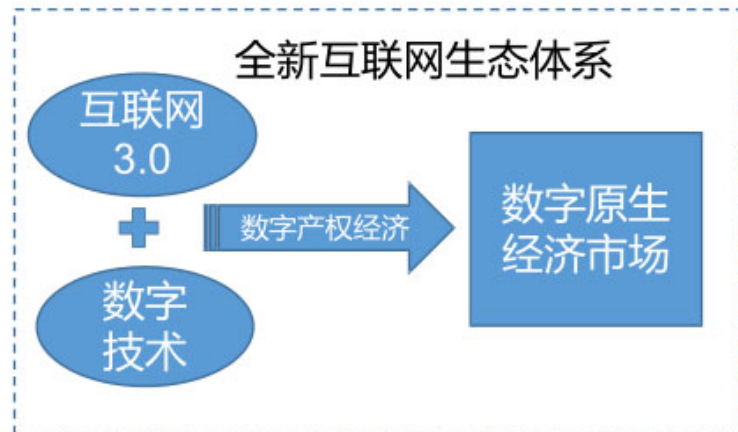 全新互联网生态体系
互联网
3.0
数字产权经济
数字
技术
数字原生
经济市场